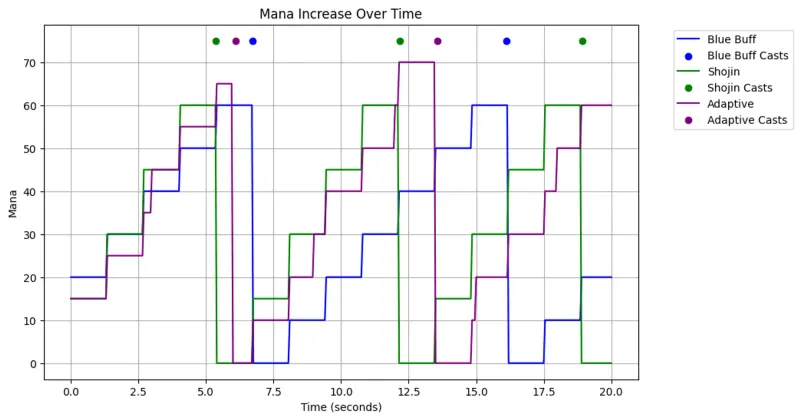 Mana Increase Over Time
Blue Buff
Blue Buff Casts
Shojin
Shojin Casts
Adaptive
Adaptive Casts
Mana
70
60
50
40
30
20
10
0
0.0 2.5 5.0 7.5 10.0 12.5 15.0 17.5 20.0
Time (seconds)